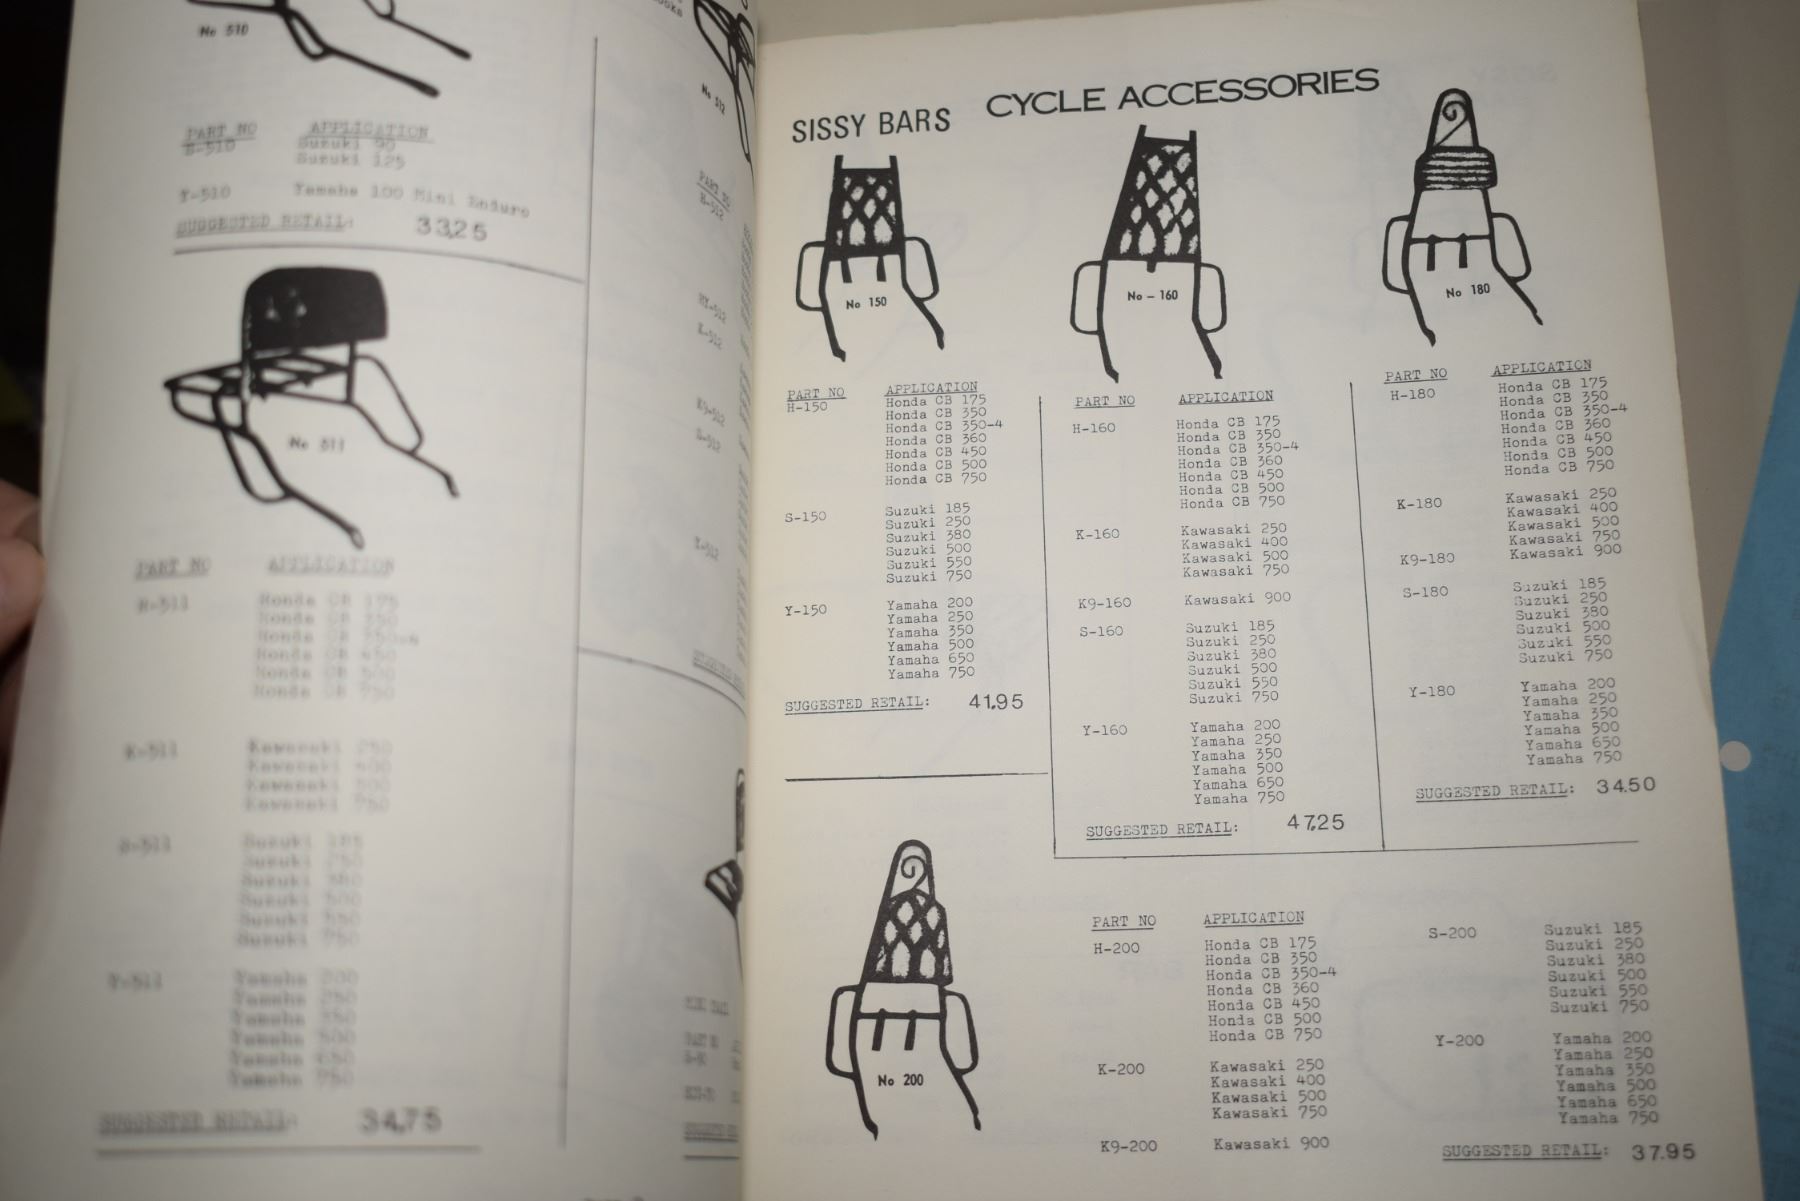 No 510
PART NO APPLICATION
S-510 Suzuki 90
Suzuki 125
Y-510 Yamaha 100 Mini Enduro
SUGGESTED RETAIL: 33.25
No 511
PART NO APPLICATION
H-511 Honda CB 175
Honda CB 350
Honda CB 350-4
Honda CB 450
Honda CB 500
Honda CB 750
K-511 Kawasaki 250
Kawasaki 400
Kawasaki 500
Kawasaki 750
S-511 Suzuki 185
Suzuki 250
Suzuki 380
Suzuki 500
Suzuki 550
Suzuki 750
Y-511 Yamaha 200
Yamaha 250
Yamaha 350
Yamaha 500
Yamaha 650
Yamaha 750
SUGGESTED RETAIL: 34.75
No 512
PART NO
H-512
K-512
K9-512
S-512
Y-512
SISSY BARS CYCLE ACCESSORIES
No 150
PART NO APPLICATION
H-150 Honda CB 175
Honda CB 350
Honda CB 350-4
Honda CB 360
Honda CB 450
Honda CB 500
Honda CB 750
S-150 Suzuki 185
Suzuki 250
Suzuki 380
Suzuki 500
Suzuki 550
Suzuki 750
Y-150 Yamaha 200
Yamaha 250
Yamaha 350
Yamaha 500
Yamaha 650
Yamaha 750
SUGGESTED RETAIL: 41.95
No - 160
PART NO APPLICATION
H-160 Honda CB 175
Honda CB 350
Honda CB 350-4
Honda CB 360
Honda CB 450
Honda CB 500
Honda CB 750
K-160 Kawasaki 250
Kawasaki 400
Kawasaki 500
Kawasaki 750
K9-160 Kawasaki 900
S-160 Suzuki 185
Suzuki 250
Suzuki 380
Suzuki 500
Suzuki 550
Suzuki 750
Y-160 Yamaha 200
Yamaha 250
Yamaha 350
Yamaha 500
Yamaha 650
Yamaha 750
SUGGESTED RETAIL: 47.25
No 180
PART NO APPLICATION
H-180 Honda CB 175
Honda CB 350
Honda CB 350-4
Honda CB 360
Honda CB 450
Honda CB 500
Honda CB 750
K-180 Kawasaki 250
Kawasaki 400
Kawasaki 500
Kawasaki 750
K9-180 Kawasaki 900
S-180 Suzuki 185
Suzuki 250
Suzuki 380
Suzuki 500
Suzuki 550
Suzuki 750
Y-180 Yamaha 200
Yamaha 250
Yamaha 350
Yamaha 500
Yamaha 650
Yamaha 750
SUGGESTED RETAIL: 34.50
No 200
PART NO APPLICATION
H-200 Honda CB 175
Honda CB 350
Honda CB 350-4
Honda CB 360
Honda CB 450
Honda CB 500
Honda CB 750
K-200 Kawasaki 250
Kawasaki 400
Kawasaki 500
Kawasaki 750
K9-200 Kawasaki 900
S-200 Suzuki 185
Suzuki 250
Suzuki 380
Suzuki 500
Suzuki 550
Suzuki 750
Y-200 Yamaha 200
Yamaha 250
Yamaha 350
Yamaha 500
Yamaha 650
Yamaha 750
SUGGESTED RETAIL: 37.95